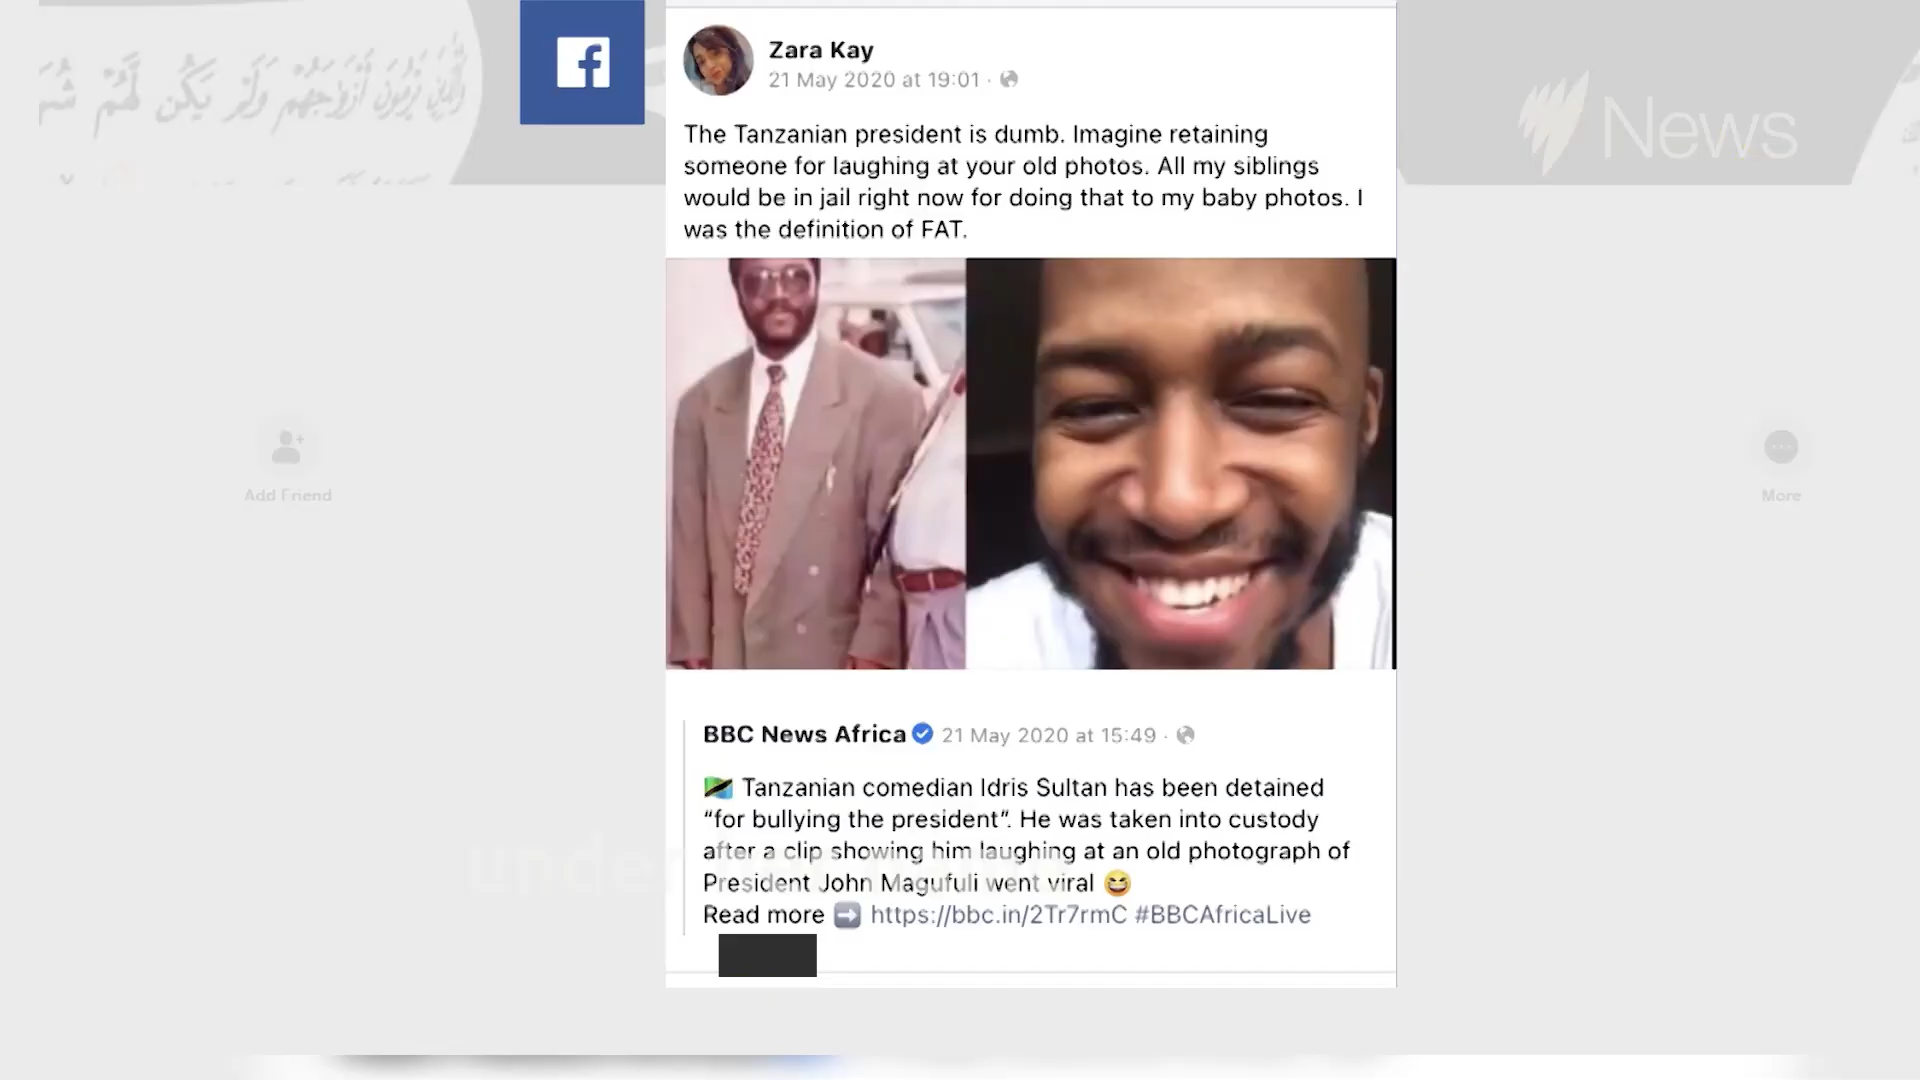 Zara Kay
21 May 2020 at 19:01 ·
The Tanzanian president is dumb. Imagine retaining
someone for laughing at your old photos. All my siblings
would be in jail right now for doing that to my baby photos. I
was the definition of FAT.
News
Add Friend
More
BBC News Africa 21 May 2020 at 15:49 ·
🇹🇿 Tanzanian comedian Idris Sultan has been detained
“for bullying the president”. He was taken into custody
after a clip showing him laughing at an old photograph of
President John Magufuli went viral 😆
Read more ➡️ https://bbc.in/2Tr7rmC #BBCAfricaLive